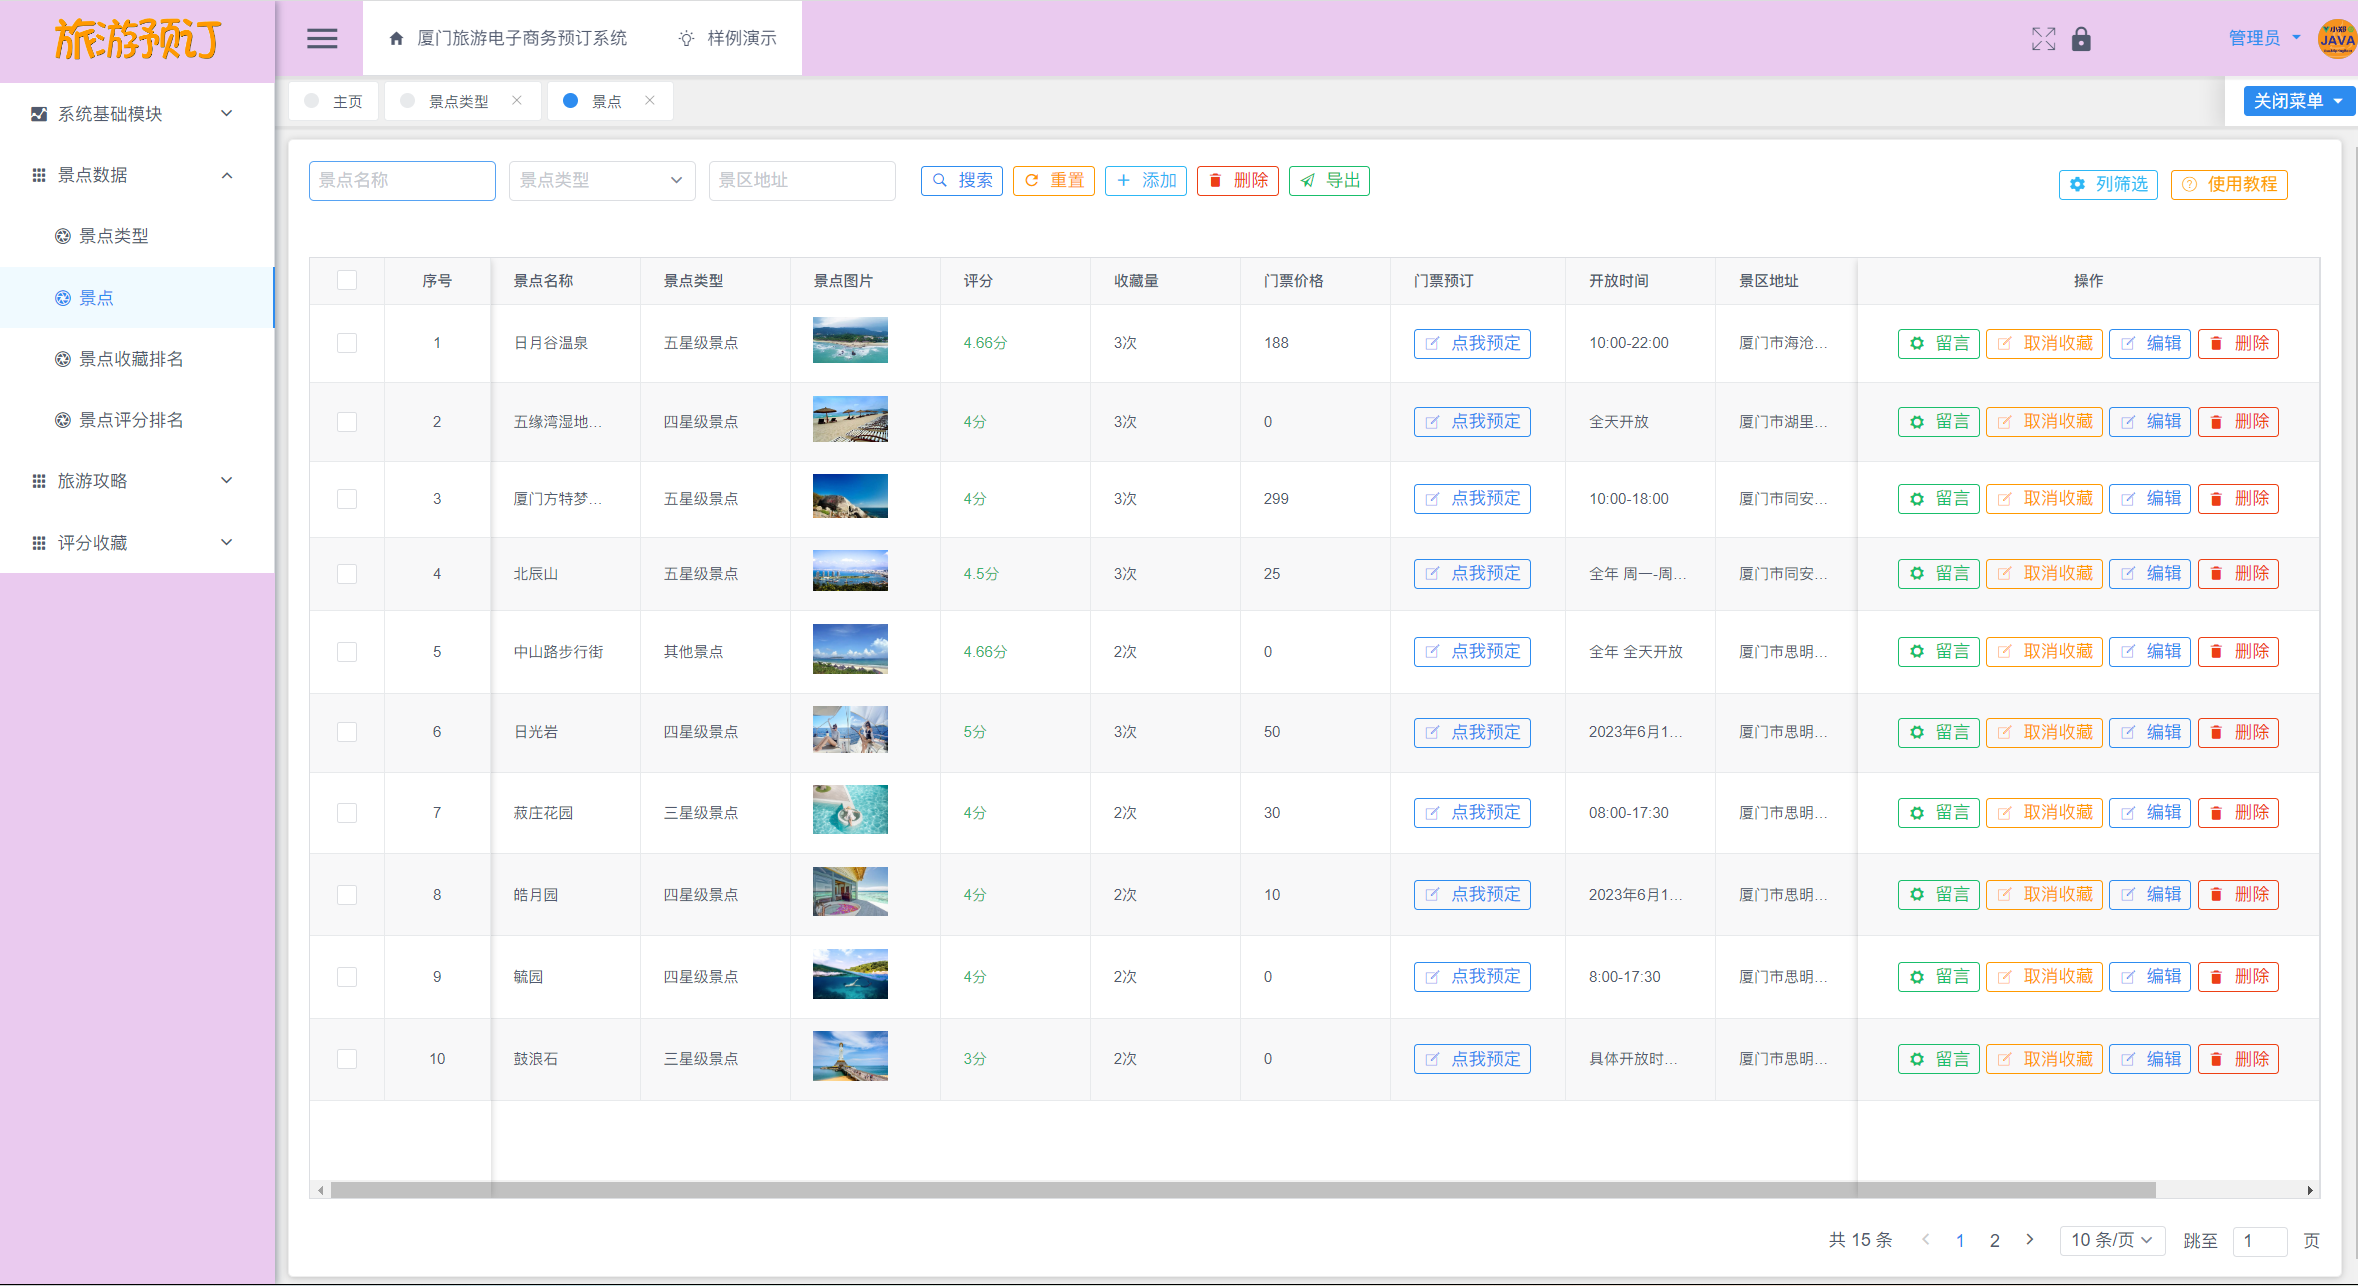 旅游预订
厦门旅游电子商务预订系统
样例演示
管理员
小郑
JAVA
主页
景点类型
景点
关闭菜单
系统基础模块
景点数据
景点类型
景点
景点收藏排名
景点评分排名
旅游攻略
评分收藏
景点名称 景点类型 景区地址 搜索 重置 添加 删除 导出 列筛选 使用教程
序号 景点名称 景点类型 景点图片 评分 收藏量 门票价格 门票预订 开放时间 景区地址 操作
1 日月谷温泉 五星级景点 4.66分 3次 188 点我预定 10:00-22:00 厦门市海沧... 留言 取消收藏 编辑 删除
2 五缘湾湿地... 四星级景点 4分 3次 0 点我预定 全天开放 厦门市湖里... 留言 取消收藏 编辑 删除
3 厦门方特梦... 五星级景点 4分 3次 299 点我预定 10:00-18:00 厦门市同安... 留言 取消收藏 编辑 删除
4 北辰山 五星级景点 4.5分 3次 25 点我预定 全年 周一-周... 厦门市同安... 留言 取消收藏 编辑 删除
5 中山路步行街 其他景点 4.66分 2次 0 点我预定 全年 全天开放 厦门市思明... 留言 取消收藏 编辑 删除
6 日光岩 四星级景点 5分 3次 50 点我预定 2023年6月1... 厦门市思明... 留言 取消收藏 编辑 删除
7 菽庄花园 三星级景点 4分 2次 30 点我预定 08:00-17:30 厦门市思明... 留言 取消收藏 编辑 删除
8 皓月园 四星级景点 4分 2次 10 点我预定 2023年6月1... 厦门市思明... 留言 取消收藏 编辑 删除
9 毓园 四星级景点 4分 2次 0 点我预定 8:00-17:30 厦门市思明... 留言 取消收藏 编辑 删除
10 鼓浪石 三星级景点 3分 2次 0 点我预定 具体开放时... 厦门市思明... 留言 取消收藏 编辑 删除
共 15 条 1 2 10 条/页 跳至 1 页